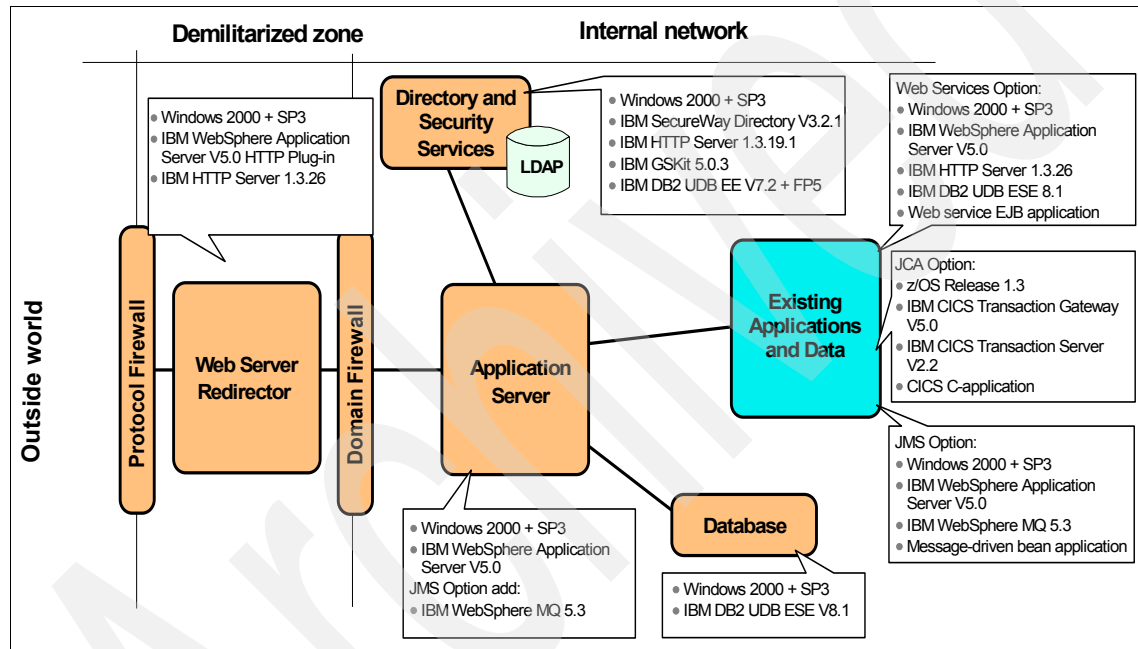 Demilitarized zone
Internal network
Outside world
Protocol Firewall
Windows 2000 + SP3
IBM WebSphere Application
Server V5.0 HTTP Plug-in
IBM HTTP Server 1.3.26
Web Server
Redirector
Domain Firewall
Directory and
Security
Services
LDAP
Windows 2000 + SP3
IBM SecureWay Directory V3.2.1
IBM HTTP Server 1.3.19.1
IBM GSKit 5.0.3
IBM DB2 UDB EE V7.2 + FP5
Application
Server
Windows 2000 + SP3
IBM WebSphere Application
Server V5.0
JMS Option add:
IBM WebSphere MQ 5.3
Existing
Applications
and Data
Database
Windows 2000 + SP3
IBM DB2 UDB ESE V8.1
Web Services Option:
Windows 2000 + SP3
IBM WebSphere Application
Server V5.0
IBM HTTP Server 1.3.26
IBM DB2 UDB ESE 8.1
Web service EJB application
JCA Option:
z/OS Release 1.3
IBM CICS Transaction Gateway
V5.0
IBM CICS Transaction Server
V2.2
CICS C-application
JMS Option:
Windows 2000 + SP3
IBM WebSphere Application
Server V5.0
IBM WebSphere MQ 5.3
Message-driven bean application
Archived